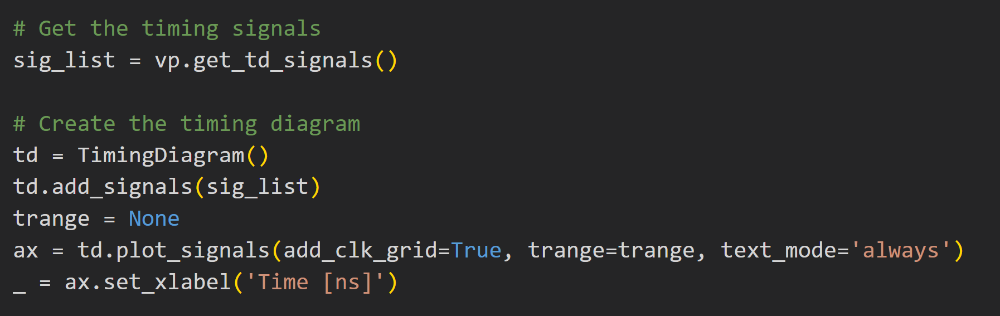 # Get the timing signals
sig_list = vp.get_td_signals()

# Create the timing diagram
td = TimingDiagram()
td.add_signals(sig_list)
trange = None
ax = td.plot_signals(add_clk_grid=True, trange=trange, text_mode='always')
_ = ax.set_xlabel('Time [ns]')